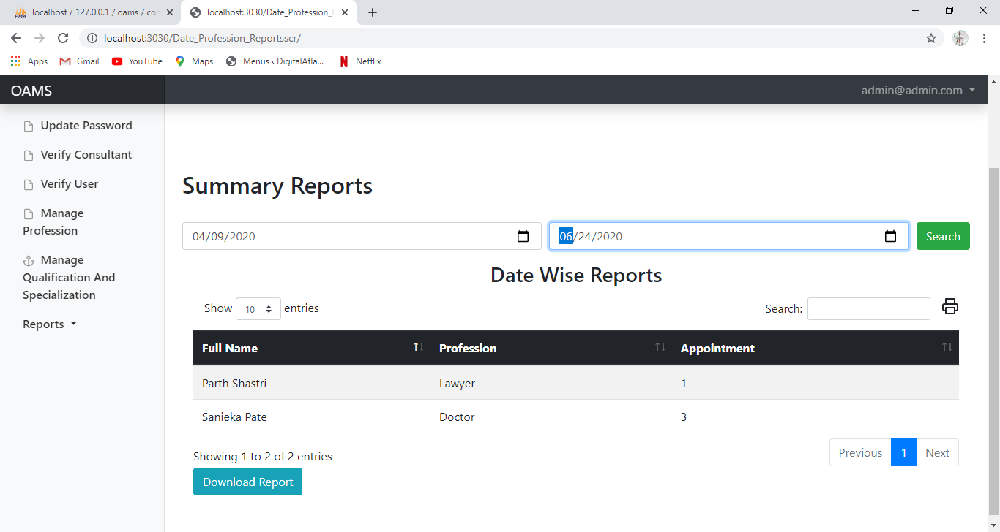 localhost / 127.0.0.1 / oams / cor
localhost:3030/Date_Profession_R
localhost:3030/Date_Profession_Reportsscr/
Apps Gmail YouTube Maps Menus ‹ DigitalAtla... Netflix
OAMS admin@admin.com
Update Password
Verify Consultant
Verify User
Manage
Profession
Manage
Qualification And
Specialization
Reports
Summary Reports
04/09/2020 06/24/2020 Search
Date Wise Reports
Show 10 entries Search:
Full Name Profession Appointment
Parth Shastri Lawyer 1
Sanieka Pate Doctor 3
Showing 1 to 2 of 2 entries Previous 1 Next
Download Report